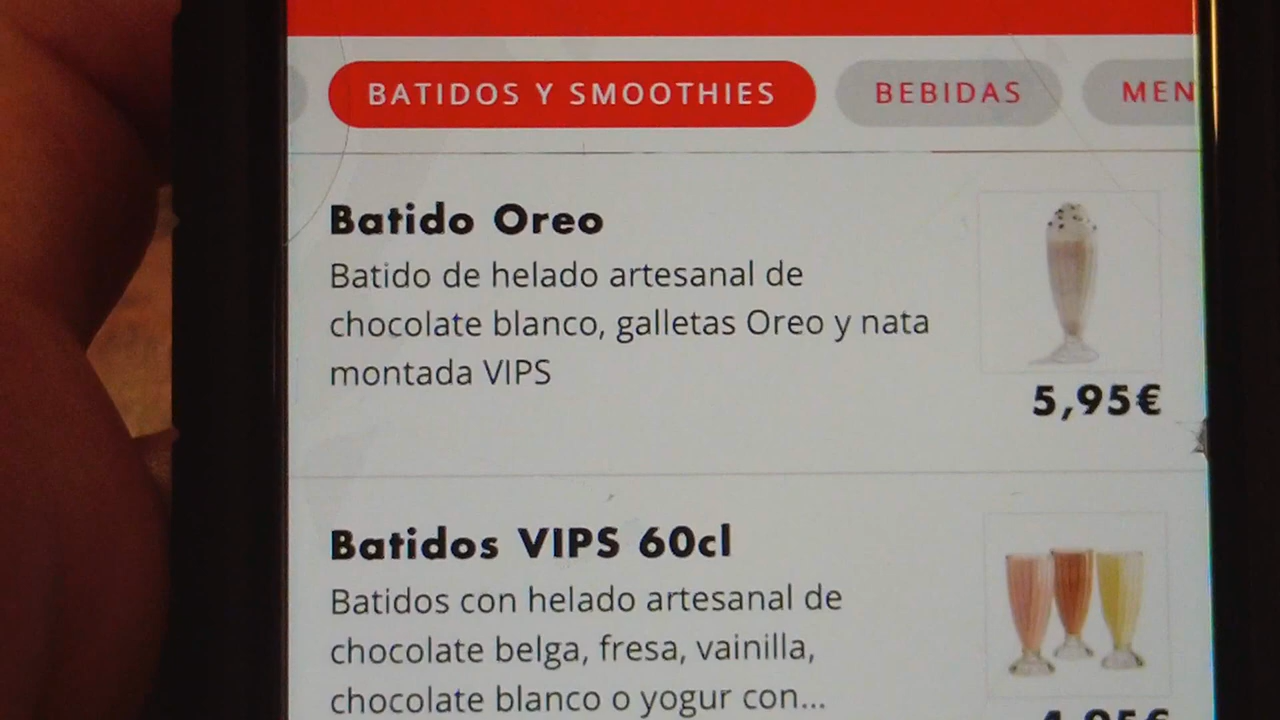 BATIDOS Y SMOOTHIES
BEBIDAS
MEN
Batido Oreo
Batido de helado artesanal de
chocolate blanco, galletas Oreo y nata
montada VIPS
5,95€
Batidos VIPS 60cl
Batidos con helado artesanal de
chocolate belga, fresa, vainilla,
chocolate blanco o yogur con...